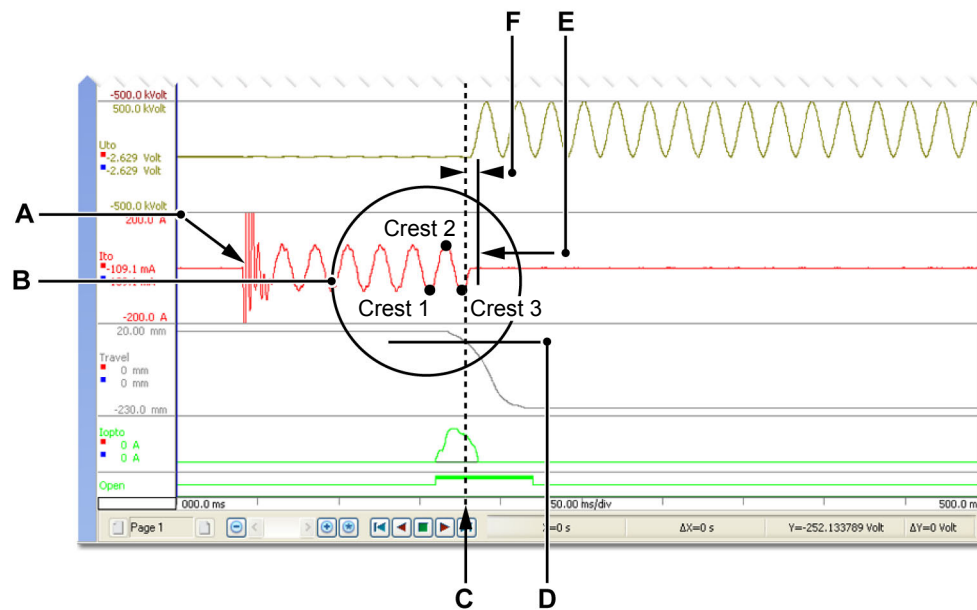 F
E
-500.0 kVolt
500.0 kVolt
Uto
-2.629 Volt
-2.629 Volt
-500.0 kVolt
A
200.0 A
Crest 2
Ito
-109.1 mA
B
Crest 1
Crest 3
-200.0 A
20.00 mm
Travel
0 mm
0 mm
-230.0 mm
Iopto
0 A
0 A
Open
000.0 ms
50.00 ms/div
500.0 m
Page 1
=0 s
ΔX=0 s
Y=-252.133789 Volt
ΔY=0 Volt
C
D